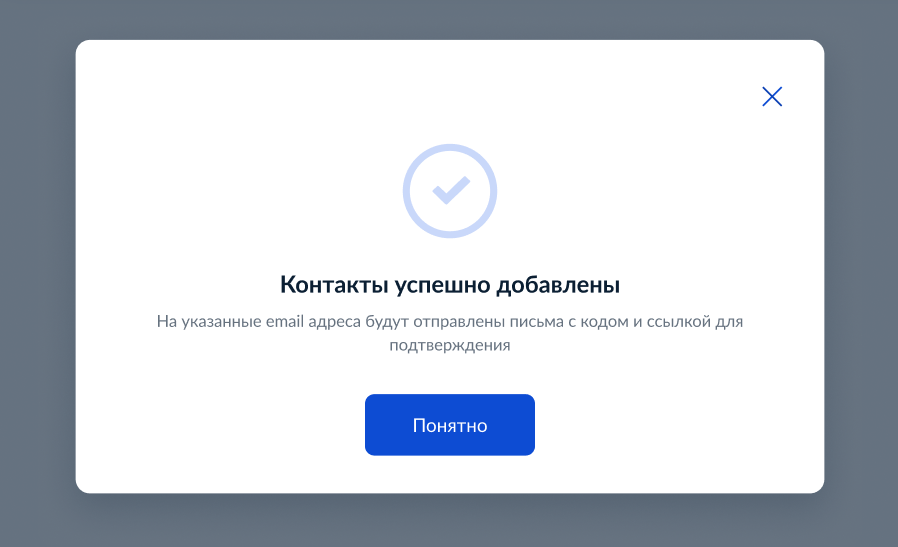 Контакты успешно добавлены
На указанные email адреса будут отправлены письма с кодом и ссылкой для
подтверждения
Понятно